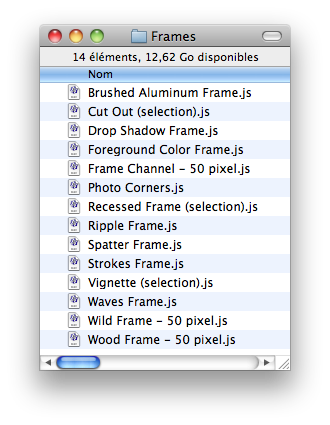 Frames
14 éléments, 12,62 Go disponibles
Nom
Brushed Aluminum Frame.js
Cut Out (selection).js
Drop Shadow Frame.js
Foreground Color Frame.js
Frame Channel - 50 pixel.js
Photo Corners.js
Recessed Frame (selection).js
Ripple Frame.js
Spatter Frame.js
Strokes Frame.js
Vignette (selection).js
Waves Frame.js
Wild Frame - 50 pixel.js
Wood Frame - 50 pixel.js